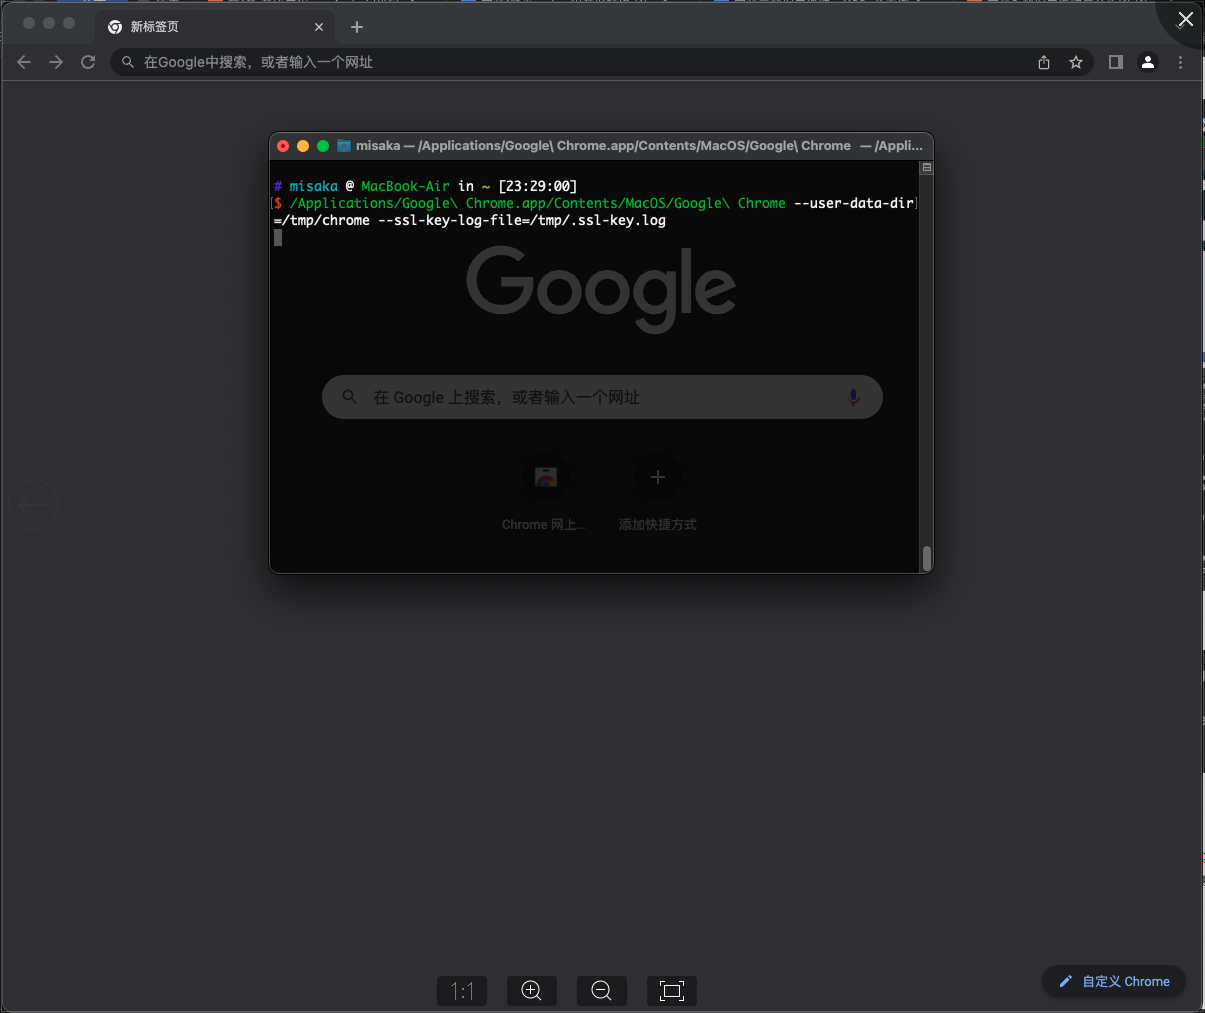 新标签页
在Google中搜索，或者输入一个网址
misaka — /Applications/Google\ Chrome.app/Contents/MacOS/Google\ Chrome — /Appli...
# misaka @ MacBook-Air in ~ [23:29:00]
$ /Applications/Google\ Chrome.app/Contents/MacOS/Google\ Chrome --user-data-dir
=/tmp/chrome --ssl-key-log-file=/tmp/.ssl-key.log
Google
在 Google 上搜索，或者输入一个网址
Chrome 网上...
添加快捷方式
自定义 Chrome
1:1